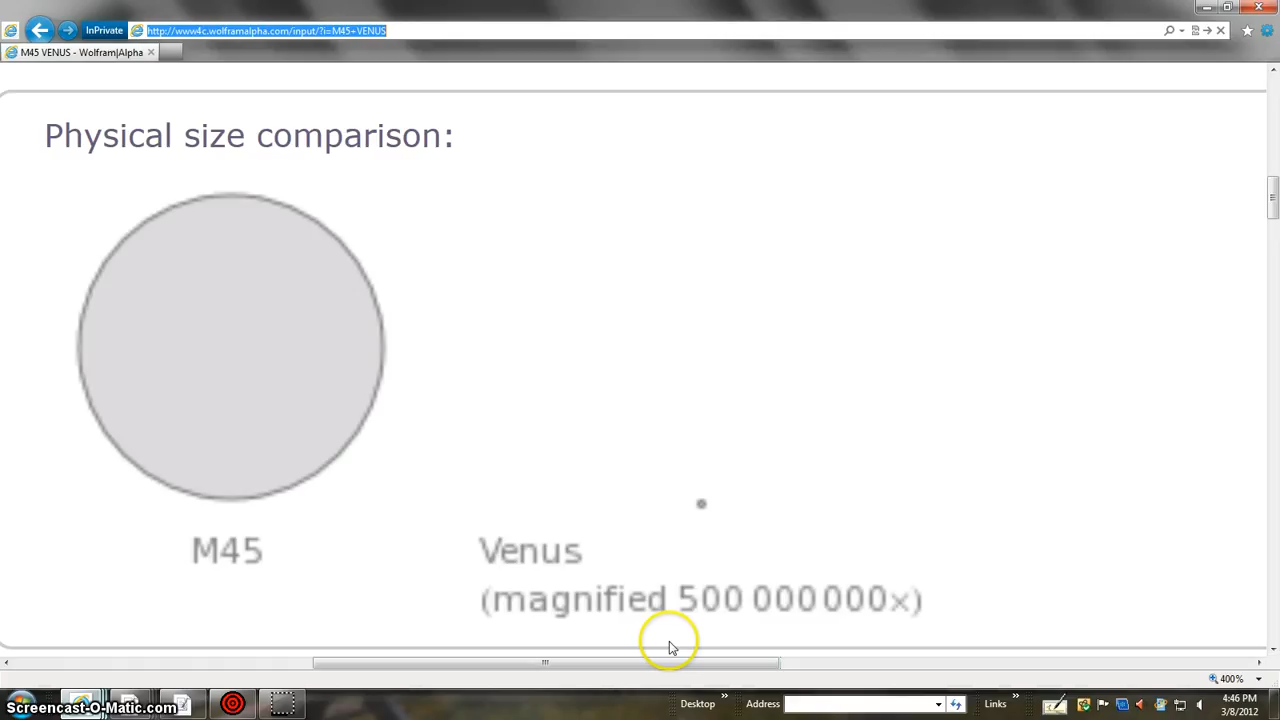 InPrivate
http://www4c.wolframalpha.com/input/?i=M45+VENUS
M45 VENUS - Wolfram|Alpha
Physical size comparison:
M45
Venus
(magnified 500 000 000×)
400%
Screencast-O-Matic.com
Desktop
Address
Links
4:46 PM
3/8/2012